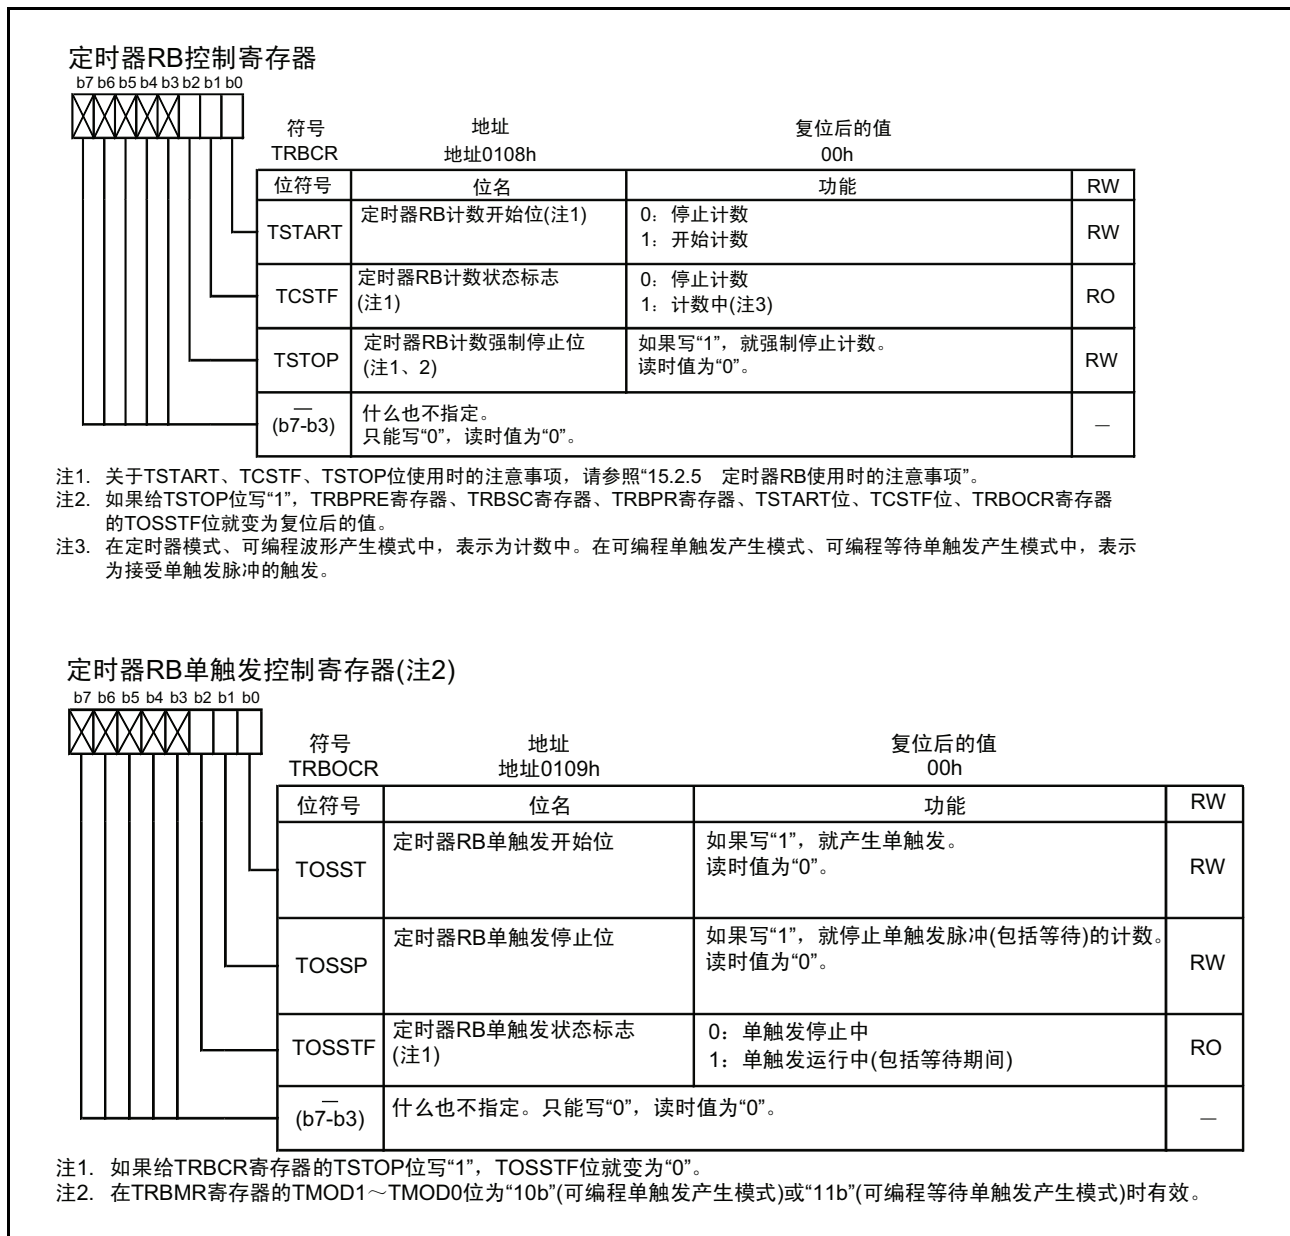 定时器RB控制寄存器
b7 b6 b5 b4 b3 b2 b1 b0
符号 地址 复位后的值
TRBCR 地址0108h 00h
位符号 位名 功能 RW
TSTART 定时器RB计数开始位(注1) 0：停止计数 RW
1：开始计数
TCSTF 定时器RB计数状态标志 0：停止计数 RO
(注1) 1：计数中(注3)
TSTOP 定时器RB计数强制停止位 如果写“1”，就强制停止计数。 RW
(注1、2) 读时值为“0”。
— 什么也不指定。 —
(b7-b3) 只能写“0”，读时值为“0”。
注1. 关于TSTART、TCSTF、TSTOP位使用时的注意事项，请参照“15.2.5 定时器RB使用时的注意事项”。
注2. 如果给TSTOP位写“1”，TRBPRE寄存器、TRBSC寄存器、TRBPR寄存器、TSTART位、TCSTF位、TRBOCR寄存器
的TOSSTF位就变为复位后的值。
注3. 在定时器模式、可编程波形产生模式中，表示为计数中。在可编程单触发产生模式、可编程等待单触发产生模式中，表示
为接受单触发脉冲的触发。
定时器RB单触发控制寄存器(注2)
b7 b6 b5 b4 b3 b2 b1 b0
符号 地址 复位后的值
TRBOCR 地址0109h 00h
位符号 位名 功能 RW
TOSST 定时器RB单触发开始位 如果写“1”，就产生单触发。 RW
读时值为“0”。
TOSSP 定时器RB单触发停止位 如果写“1”，就停止单触发脉冲(包括等待)的计数。 RW
读时值为“0”。
TOSSTF 定时器RB单触发状态标志 0：单触发停止中 RO
(注1) 1：单触发运行中(包括等待期间)
— 什么也不指定。只能写“0”，读时值为“0”。 —
(b7-b3)
注1. 如果给TRBCR寄存器的TSTOP位写“1”，TOSSTF位就变为“0”。
注2. 在TRBMR寄存器的TMOD1～TMOD0位为“10b”(可编程单触发产生模式)或“11b”(可编程等待单触发产生模式)时有效。